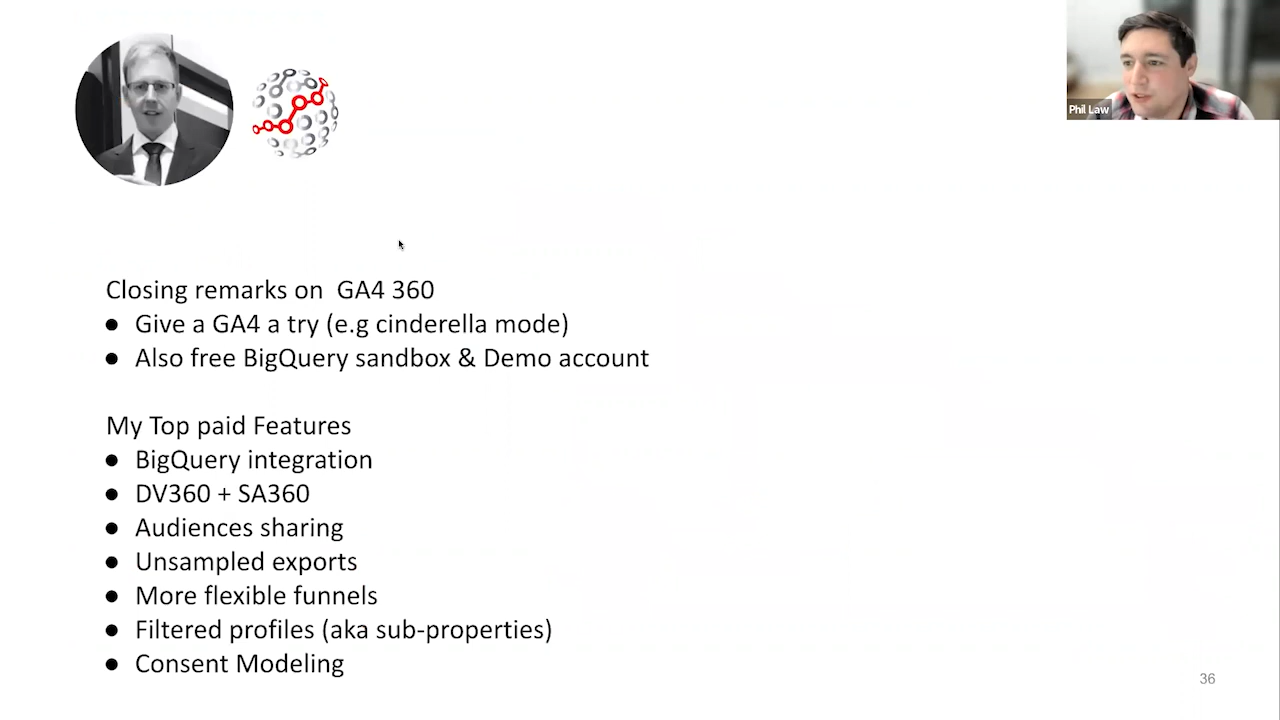 Phil Law
Closing remarks on  GA4 360
● Give a GA4 a try (e.g cinderella mode)
● Also free BigQuery sandbox & Demo account
My Top paid Features
● BigQuery integration
● DV360 + SA360
● Audiences sharing
● Unsampled exports
● More flexible funnels
● Filtered profiles (aka sub-properties)
● Consent Modeling
36